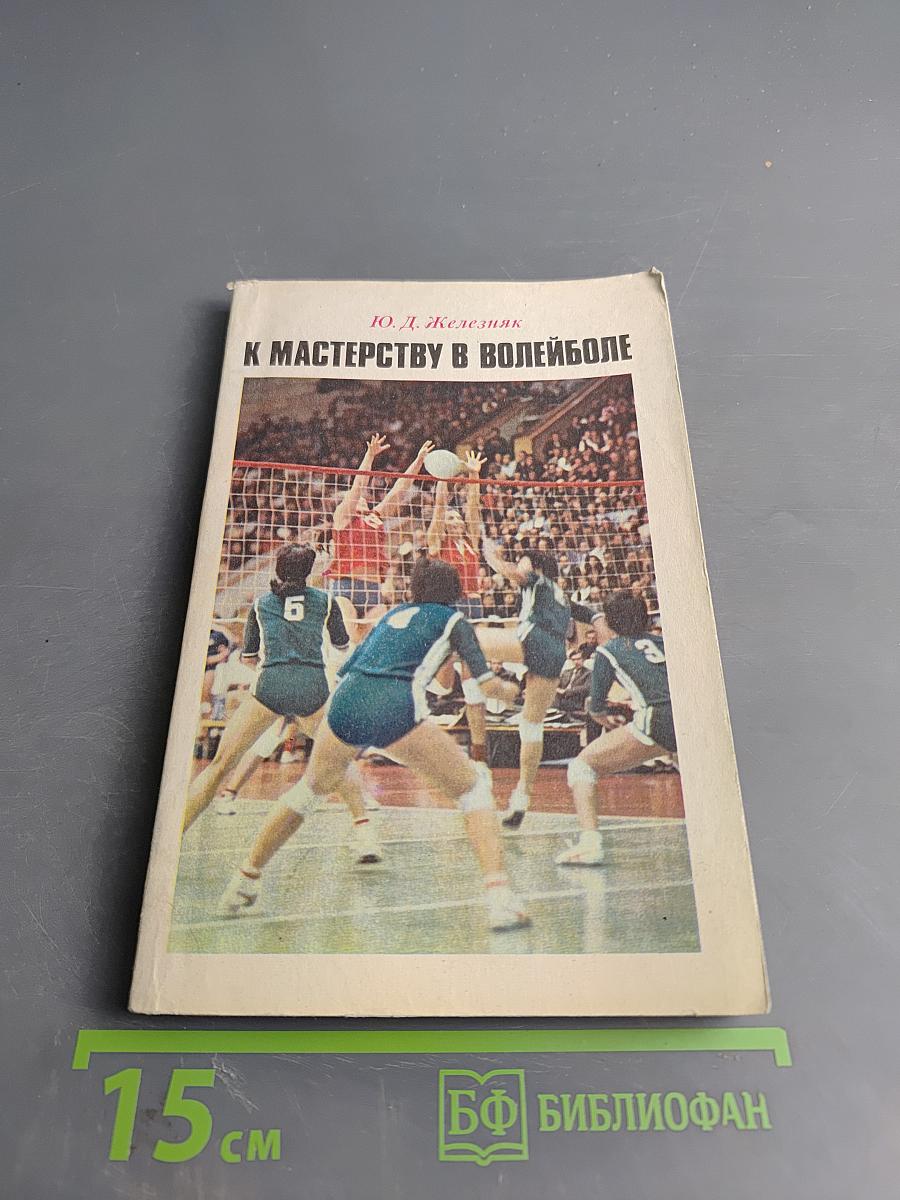 Ю. Д. Железняк
К МАСТЕРСТВУ В ВОЛЕЙБОЛЕ
5
3
15 см
БФ БИБЛИОФАН